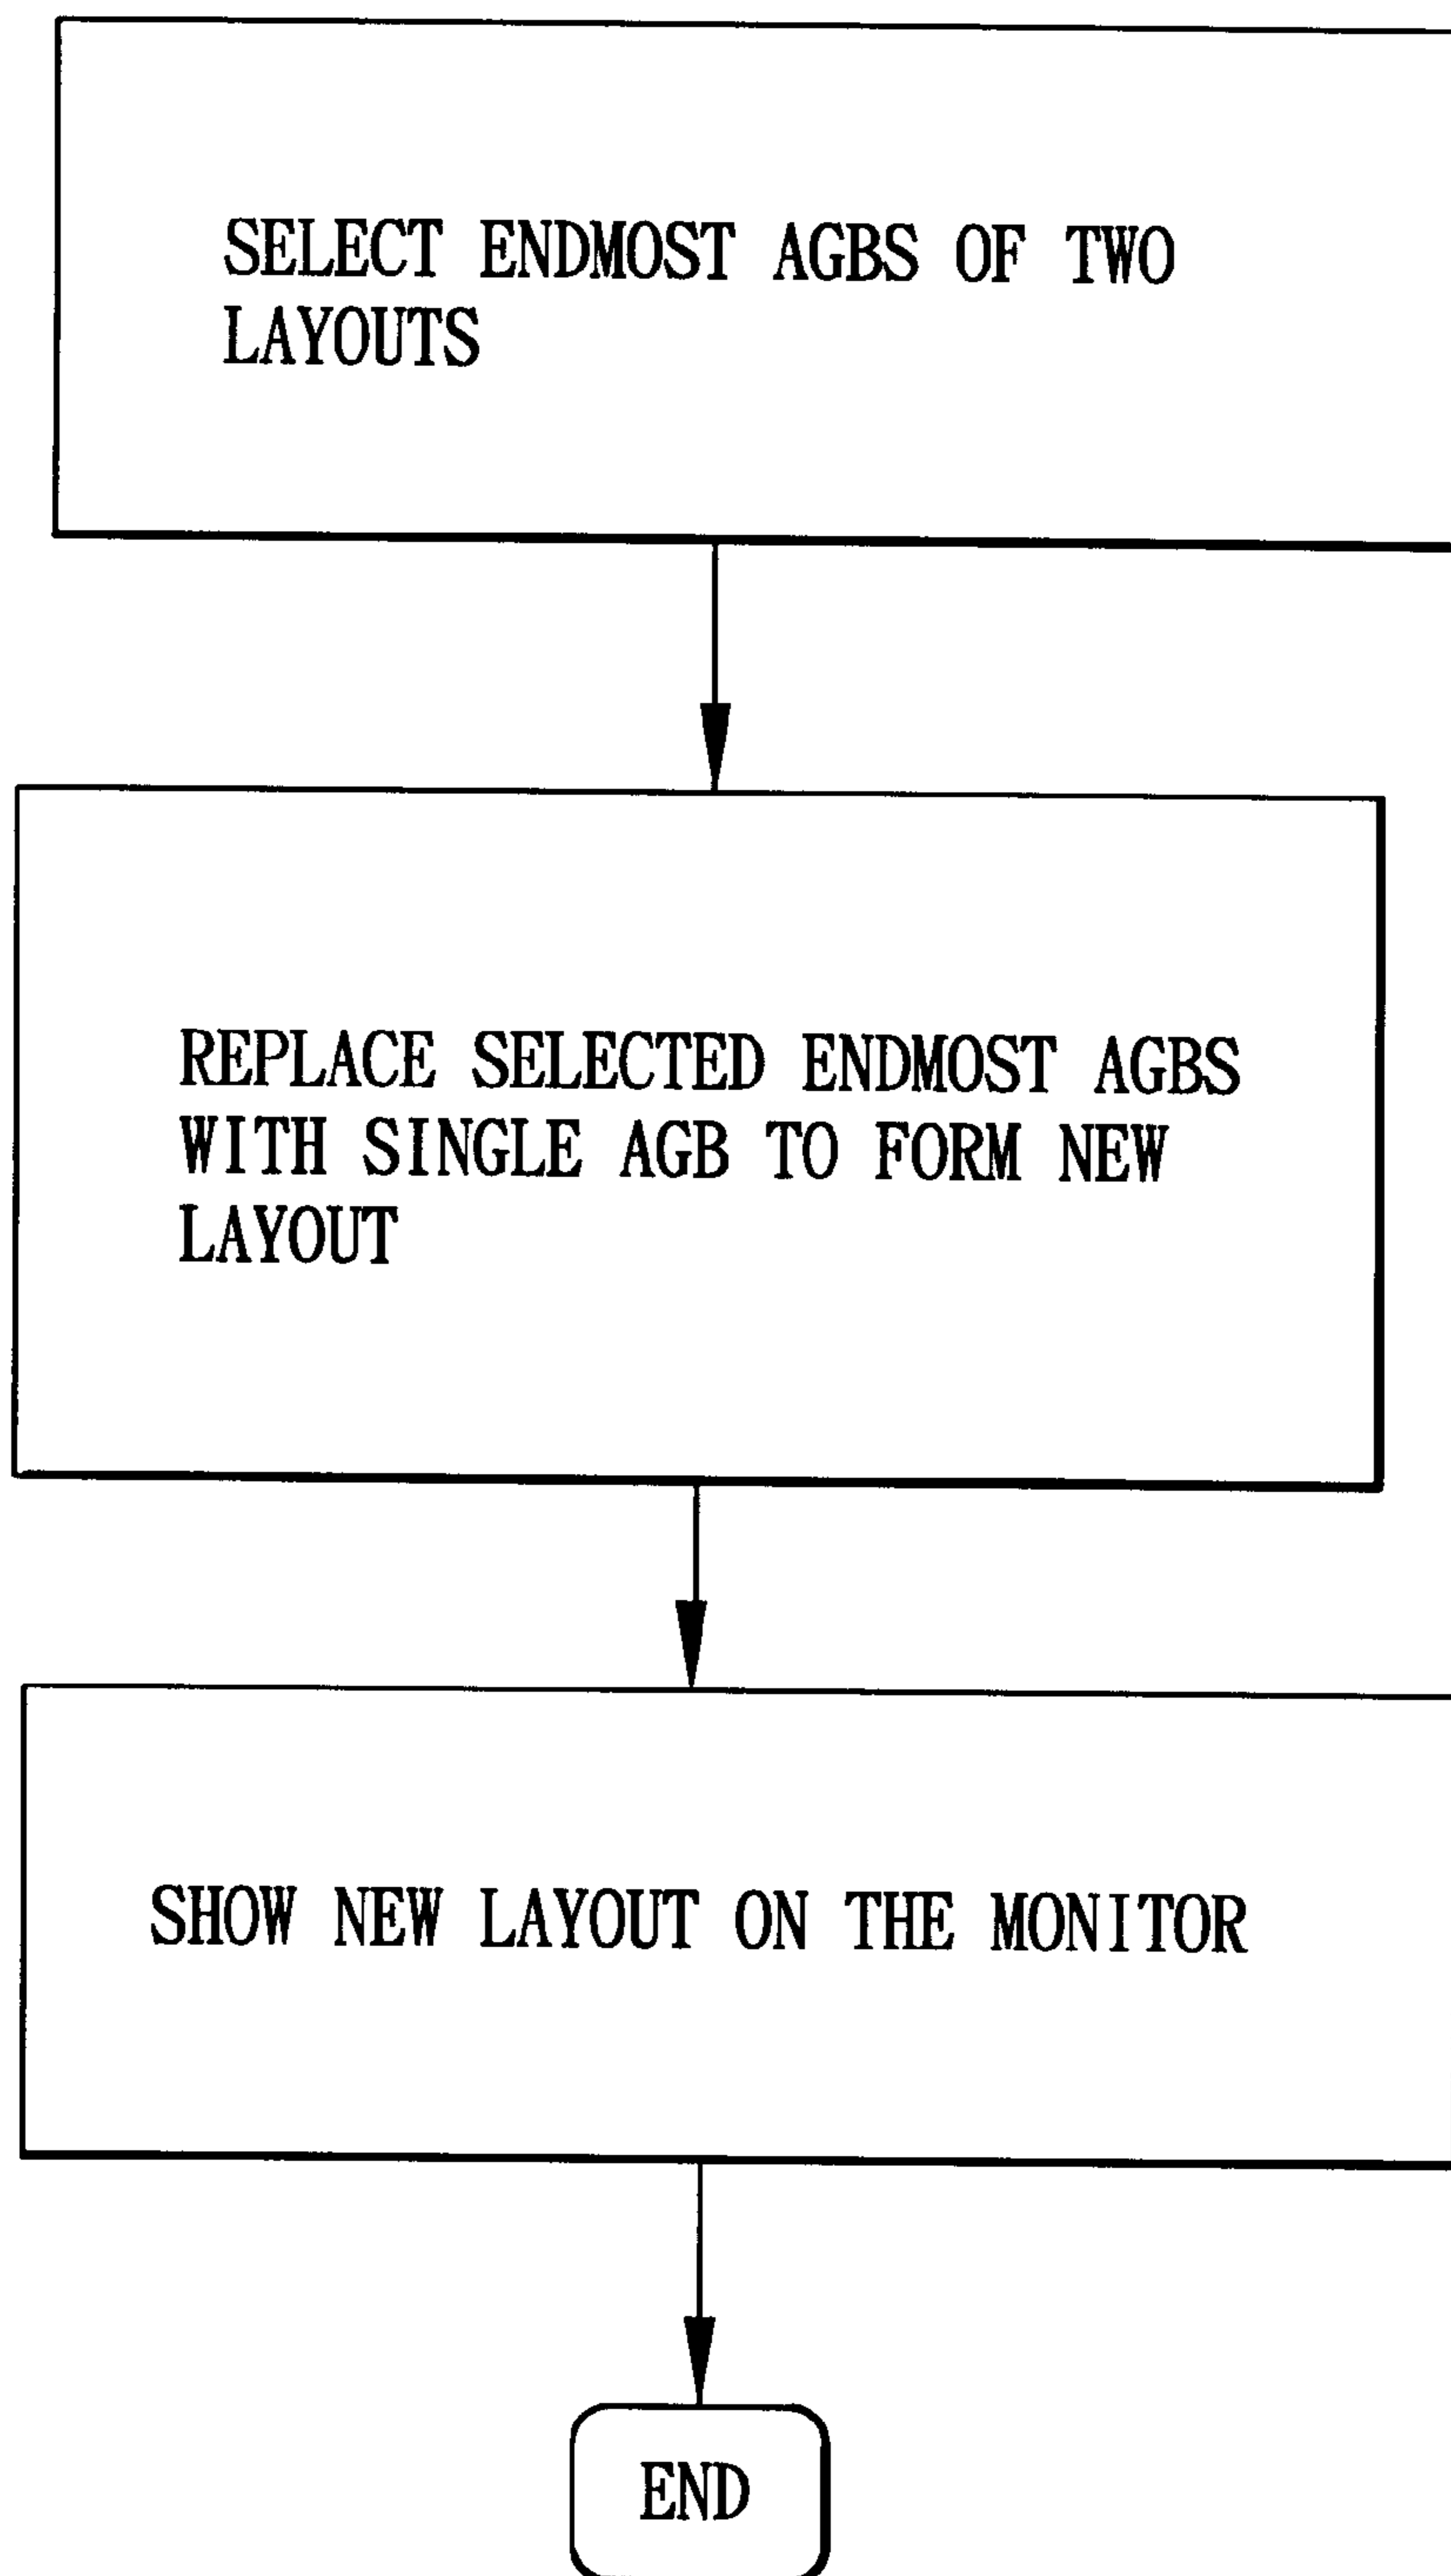 SELECT ENDMOST AGBS OF TWO
LAYOUTS
REPLACE SELECTED ENDMOST AGBS
WITH SINGLE AGB TO FORM NEW
LAYOUT
SHOW NEW LAYOUT ON THE MONITOR
END